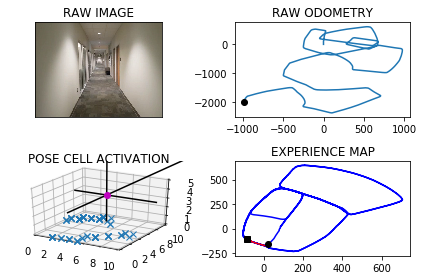 RAW IMAGE
RAW ODOMETRY
0
−1000
−2000
−1000 −500 0 500 1000
POSE CELL ACTIVATION
5
4
3
2
1
0
0 2 4 6 8 10
0 2 4 6 8 10
EXPERIENCE MAP
500
250
0
−250
0 200 400 600